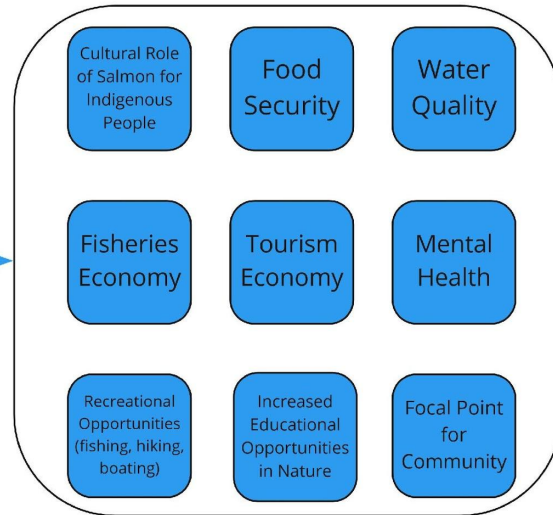 Cultural Role
of Salmon for
Indigenous
People
Food
Security
Water
Quality
Fisheries
Economy
Tourism
Economy
Mental
Health
Recreational
Opportunities
(fishing, hiking,
boating)
Increased
Educational
Opportunities
in Nature
Focal Point
for
Community